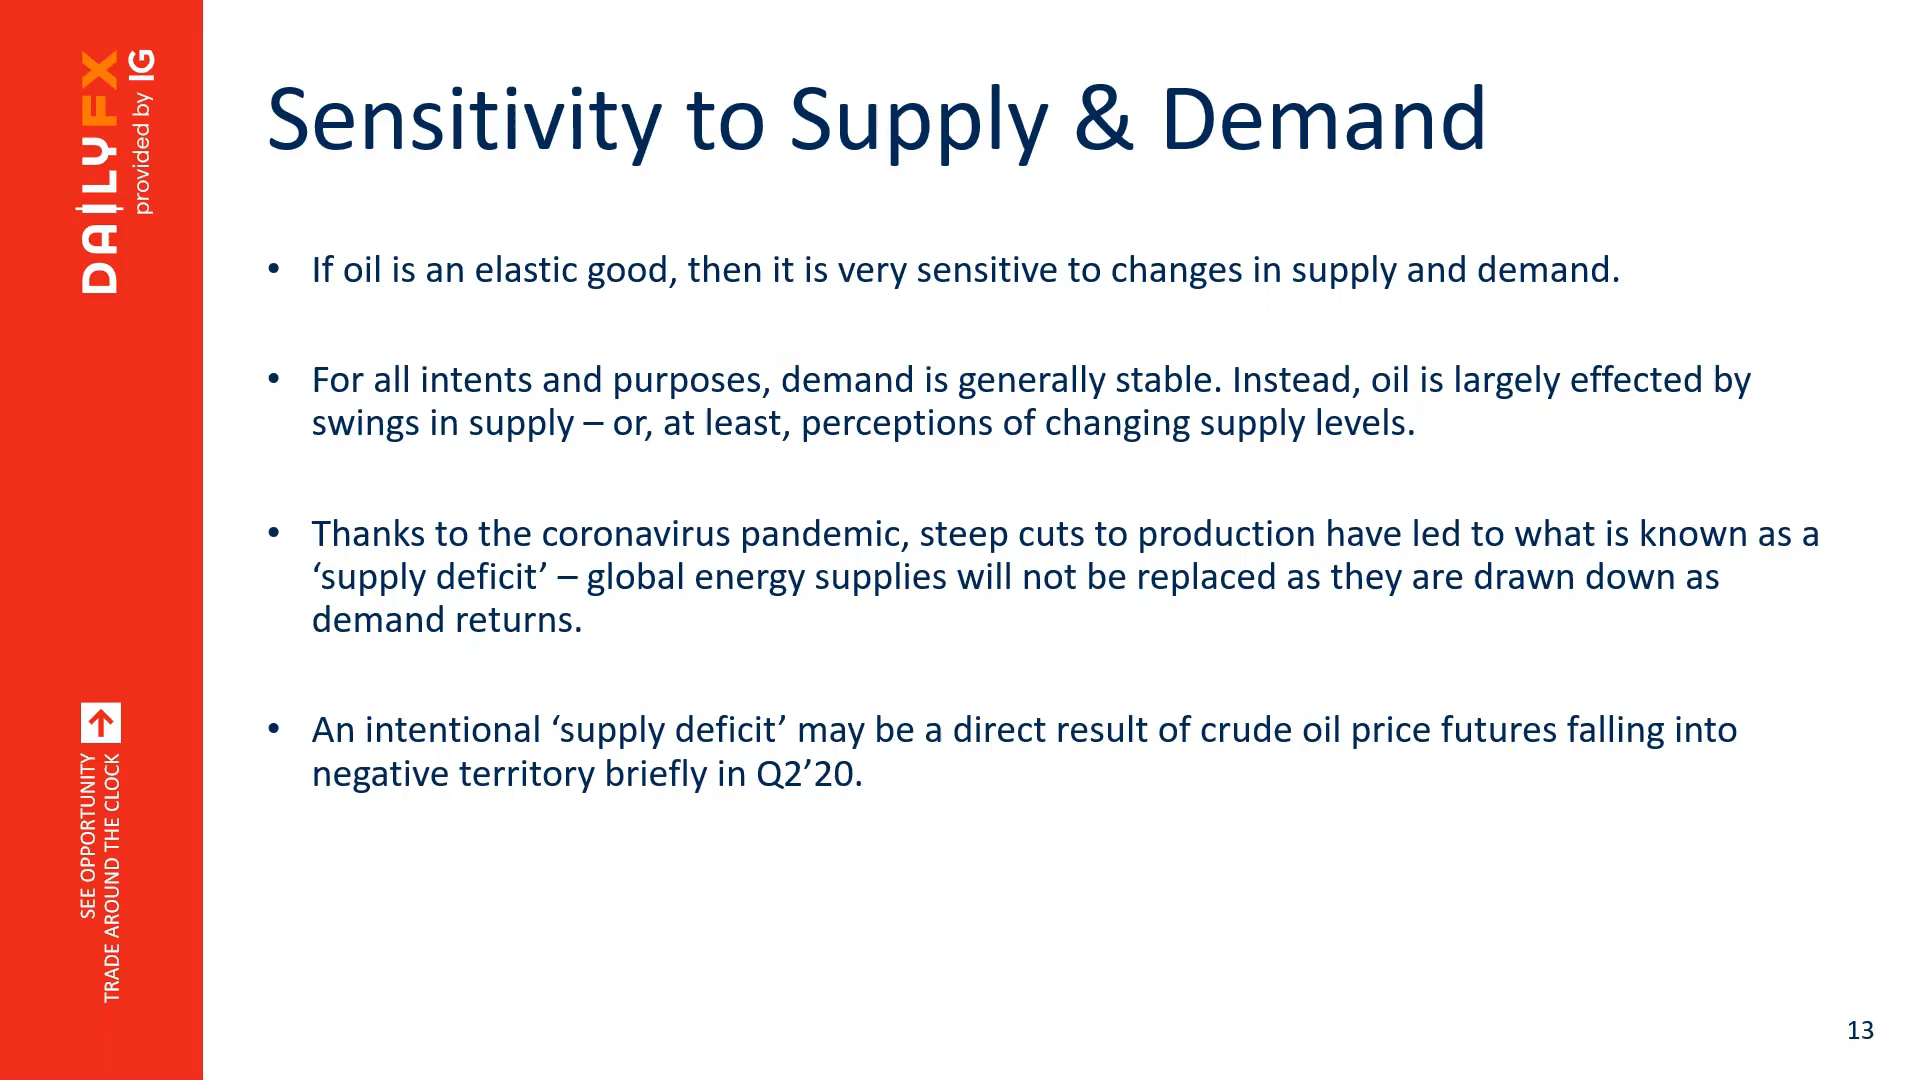 DAILYFX
provided by IG
SEE OPPORTUNITY
TRADE AROUND THE CLOCK
Sensitivity to Supply & Demand
• If oil is an elastic good, then it is very sensitive to changes in supply and demand.
• For all intents and purposes, demand is generally stable. Instead, oil is largely effected by
swings in supply – or, at least, perceptions of changing supply levels.
• Thanks to the coronavirus pandemic, steep cuts to production have led to what is known as a
‘supply deficit’ – global energy supplies will not be replaced as they are drawn down as
demand returns.
• An intentional ‘supply deficit’ may be a direct result of crude oil price futures falling into
negative territory briefly in Q2’20.
13